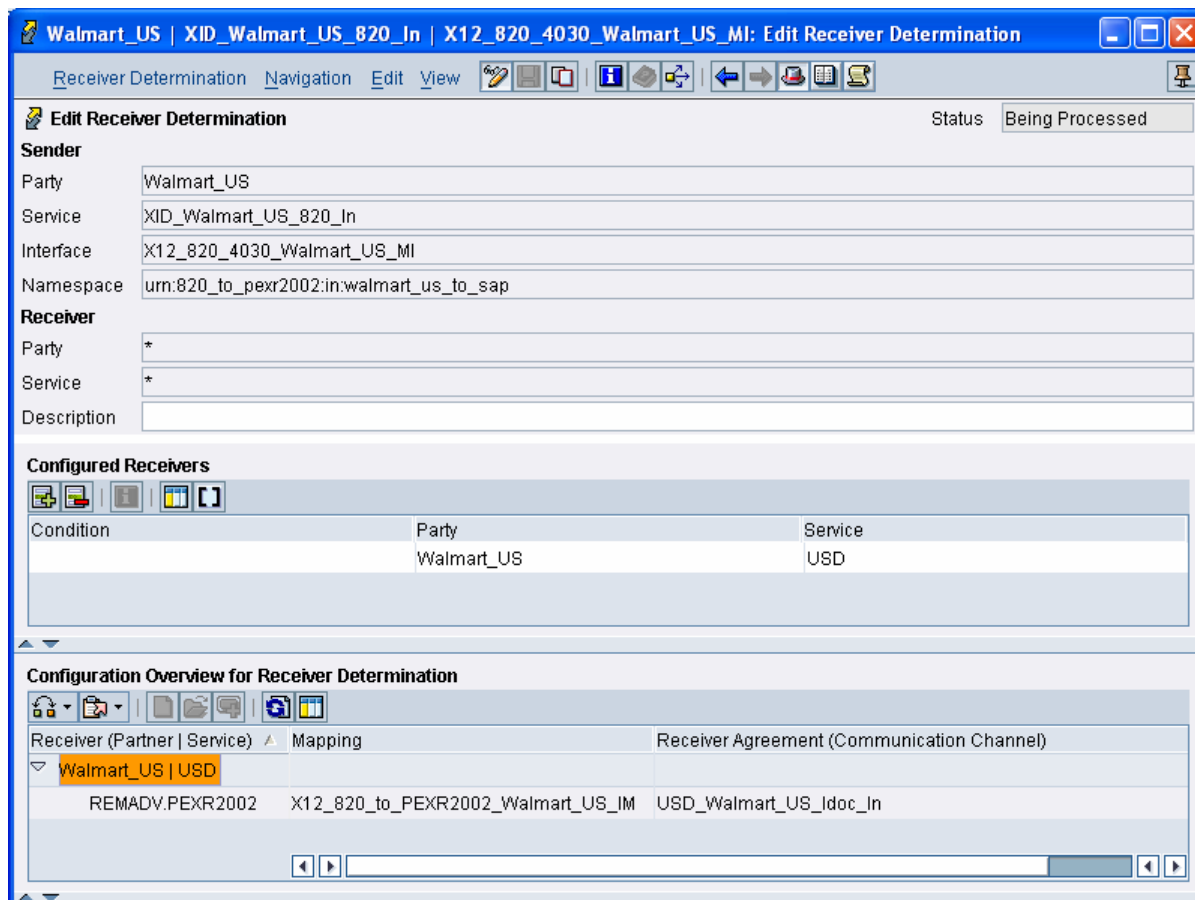 Walmart_US | XID_Walmart_US_820_In | X12_820_4030_Walmart_US_MI: Edit Receiver Determination
Receiver Determination Navigation Edit View
Edit Receiver Determination Status Being Processed
Sender
Party Walmart_US
Service XID_Walmart_US_820_In
Interface X12_820_4030_Walmart_US_MI
Namespace urn:820_to_pexr2002:in:walmart_us_to_sap
Receiver
Party *
Service *
Description
Configured Receivers
Condition Party Service
Walmart_US USD
Configuration Overview for Receiver Determination
Receiver (Partner | Service) Mapping Receiver Agreement (Communication Channel)
Walmart_US | USD
REMADV.PEXR2002 X12_820_to_PEXR2002_Walmart_US_IM USD_Walmart_US_Idoc_In